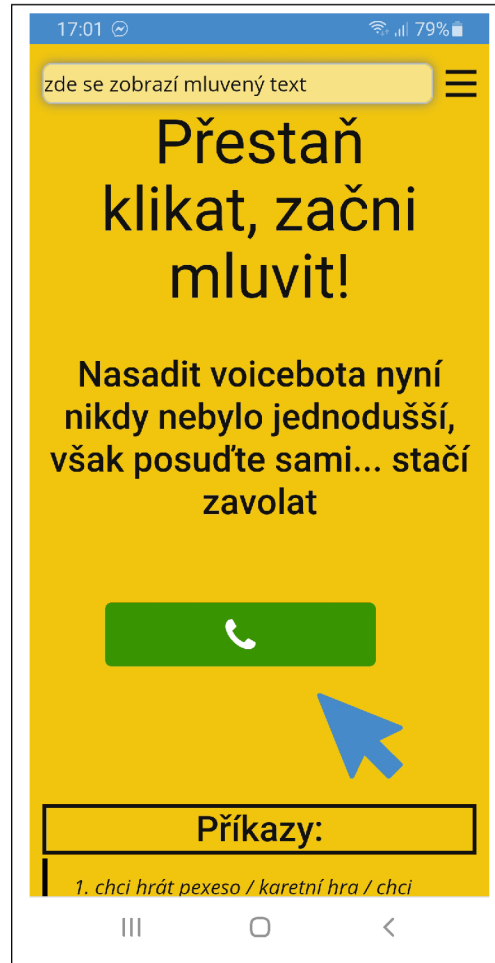 17:01 79%
zde se zobrazí mluvený text
Přestaň
klikat, začni
mluvit!
Nasadit voicebota nyní
nikdy nebylo jednodušší,
však posuďte sami... stačí
zavolat
Příkazy:
1. chci hrát pexeso / karetní hra / chci